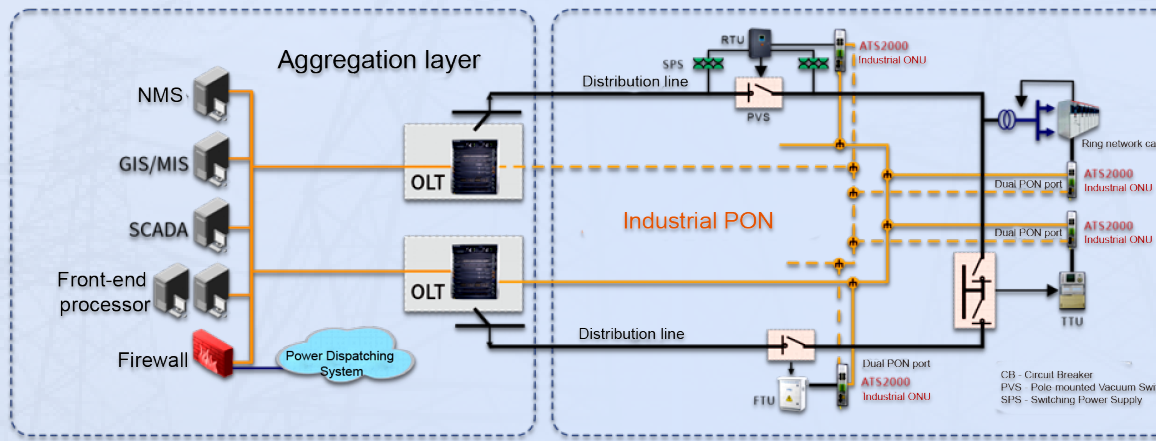 Aggregation layer
NMS
GIS/MIS
SCADA
Front-end
processor
Firewall
Power Dispatching
System
OLT
OLT
RTU
SPS
ATS2000
Industrial ONU
Distribution line
PVS
Ring network
Dual PON port
ATS2000
Industrial ONU
Industrial PON
Dual PON port
ATS2000
Industrial ONU
TTU
Distribution line
Dual PON port
FTU
ATS2000
Industrial ONU
CB - Circuit Breaker
PVS - Pole mounted Vacuum
SPS - Switching Power Supply